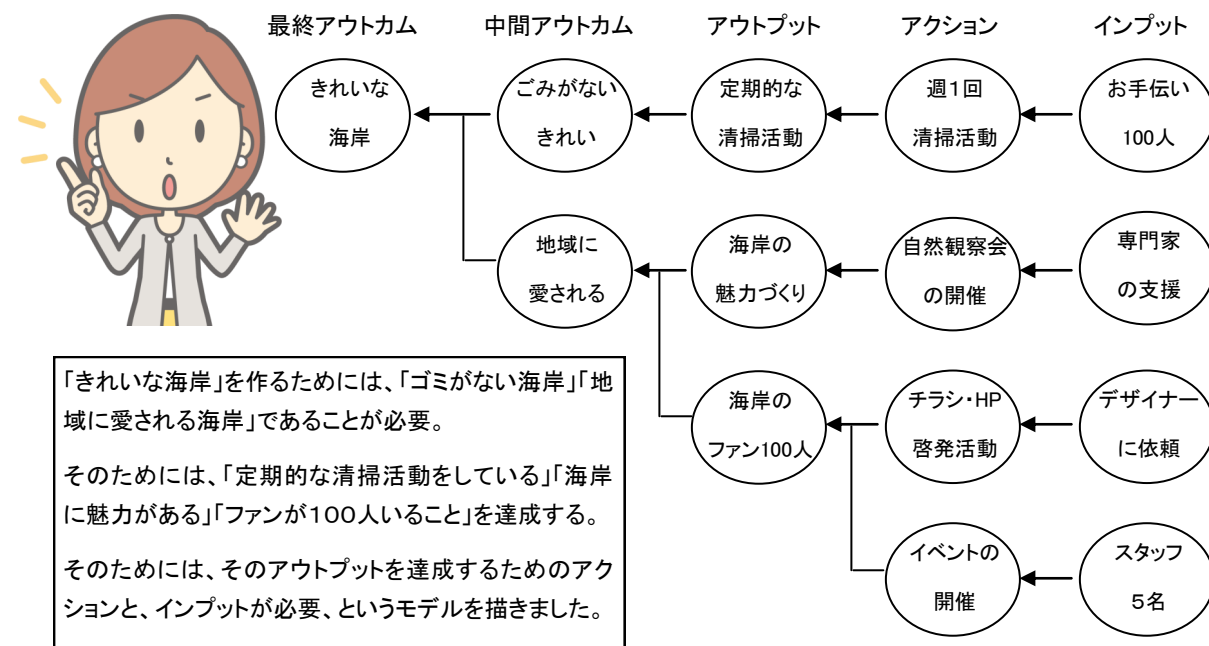 最終アウトカム
中間アウトカム
アウトプット
アクション
インプット
きれいな
海岸
ごみがない
きれい
定期的な
清掃活動
週1回
清掃活動
お手伝い
100人
地域に
愛される
海岸の
魅力づくり
自然観察会
の開催
専門家
の支援
海岸の
ファン100人
チラシ・HP
啓発活動
デザイナー
に依頼
イベントの
開催
スタッフ
5名
「きれいな海岸」を作るためには、「ゴミがない海岸」「地
域に愛される海岸」であることが必要。
そのためには、「定期的な清掃活動をしている」「海岸
に魅力がある」「ファンが100人いること」を達成する。
そのためには、そのアウトプットを達成するためのアク
ションと、インプットが必要、というモデルを描きました。